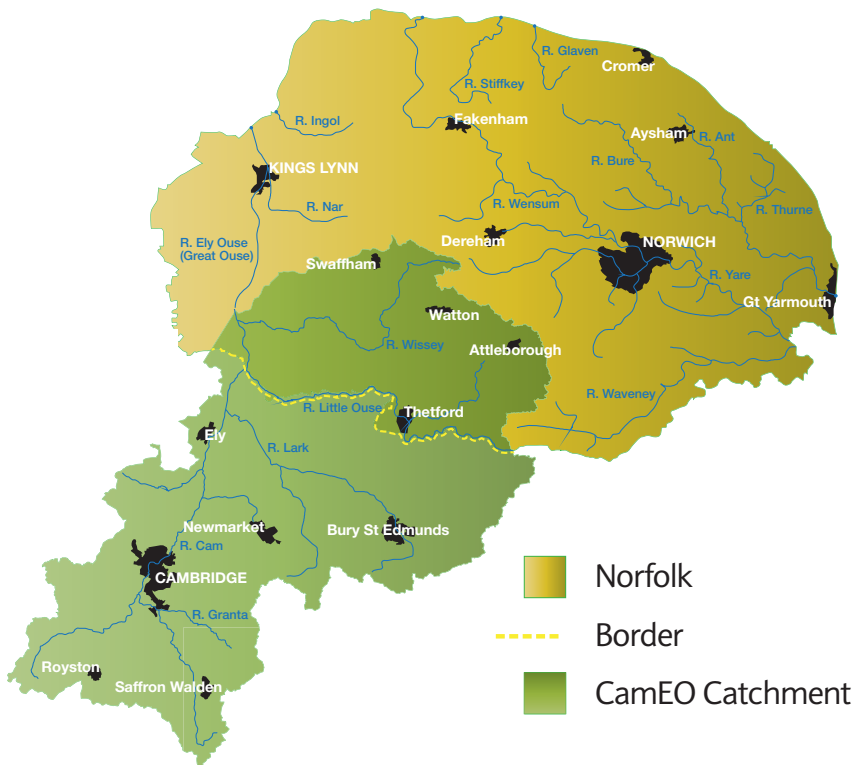 R. Glaven
Cromer
R. Stiffkey
R. Ingol
Fakenham
Aysham
R. Ant
R. Bure
KINGS LYNN
R. Nar
R. Wensum
R. Thurne
R. Ely Ouse
(Great Ouse)
Dereham
NORWICH
Swaffham
R. Yare
Gt Yarmouth
Watton
R. Wissey
Attleborough
R. Waveney
R. Little Ouse
Thetford
Ely
R. Lark
Newmarket
Bury St Edmunds
R. Cam
CAMBRIDGE
R. Granta
Royston
Saffron Walden
Norfolk
Border
CamEO Catchment